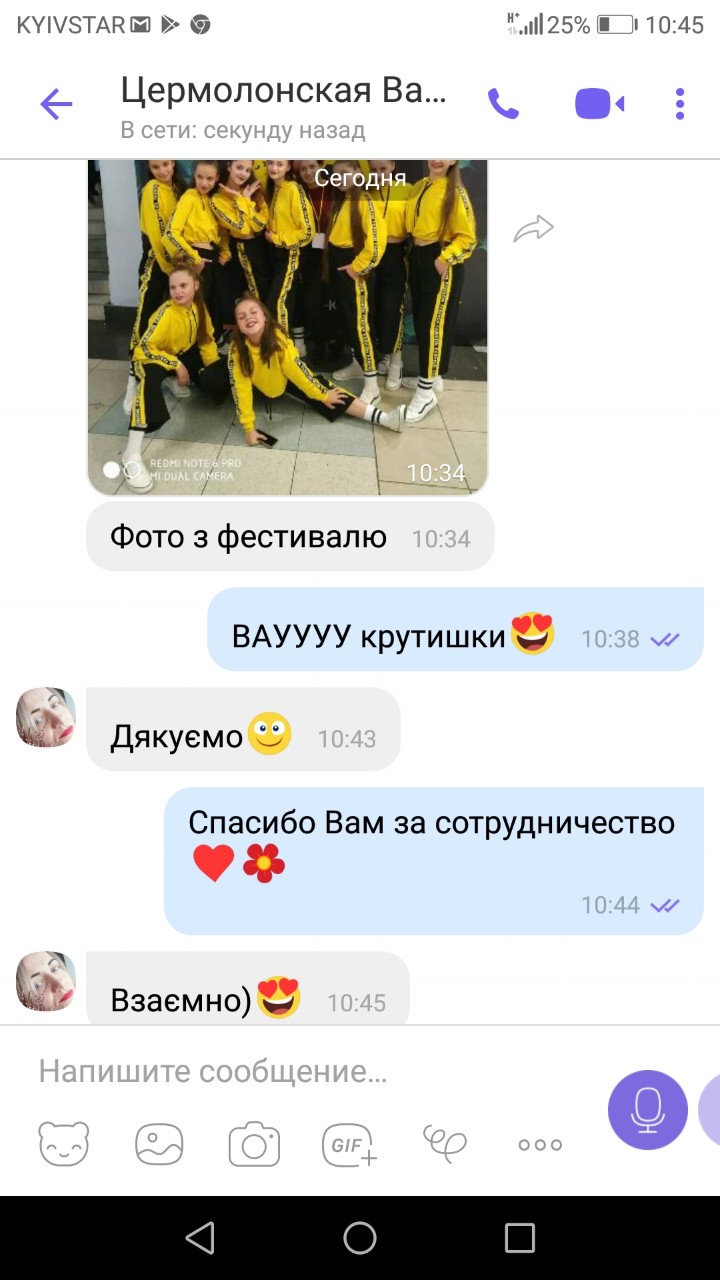 KYIVSTAR 25% 10:45
Цермолонская Ва...
В сети: секунду назад
Сегодня
REDMI NOTE 6 PRO
MI DUAL CAMERA
10:34
Фото з фестивалю 10:34
ВАУУУУ крутишки😍 10:38
Дякуємо🙂 10:43
Спасибо Вам за сотрудничество
❤️🌺
10:44
Взаємно)😍 10:45
Напишите сообщение...
GIF